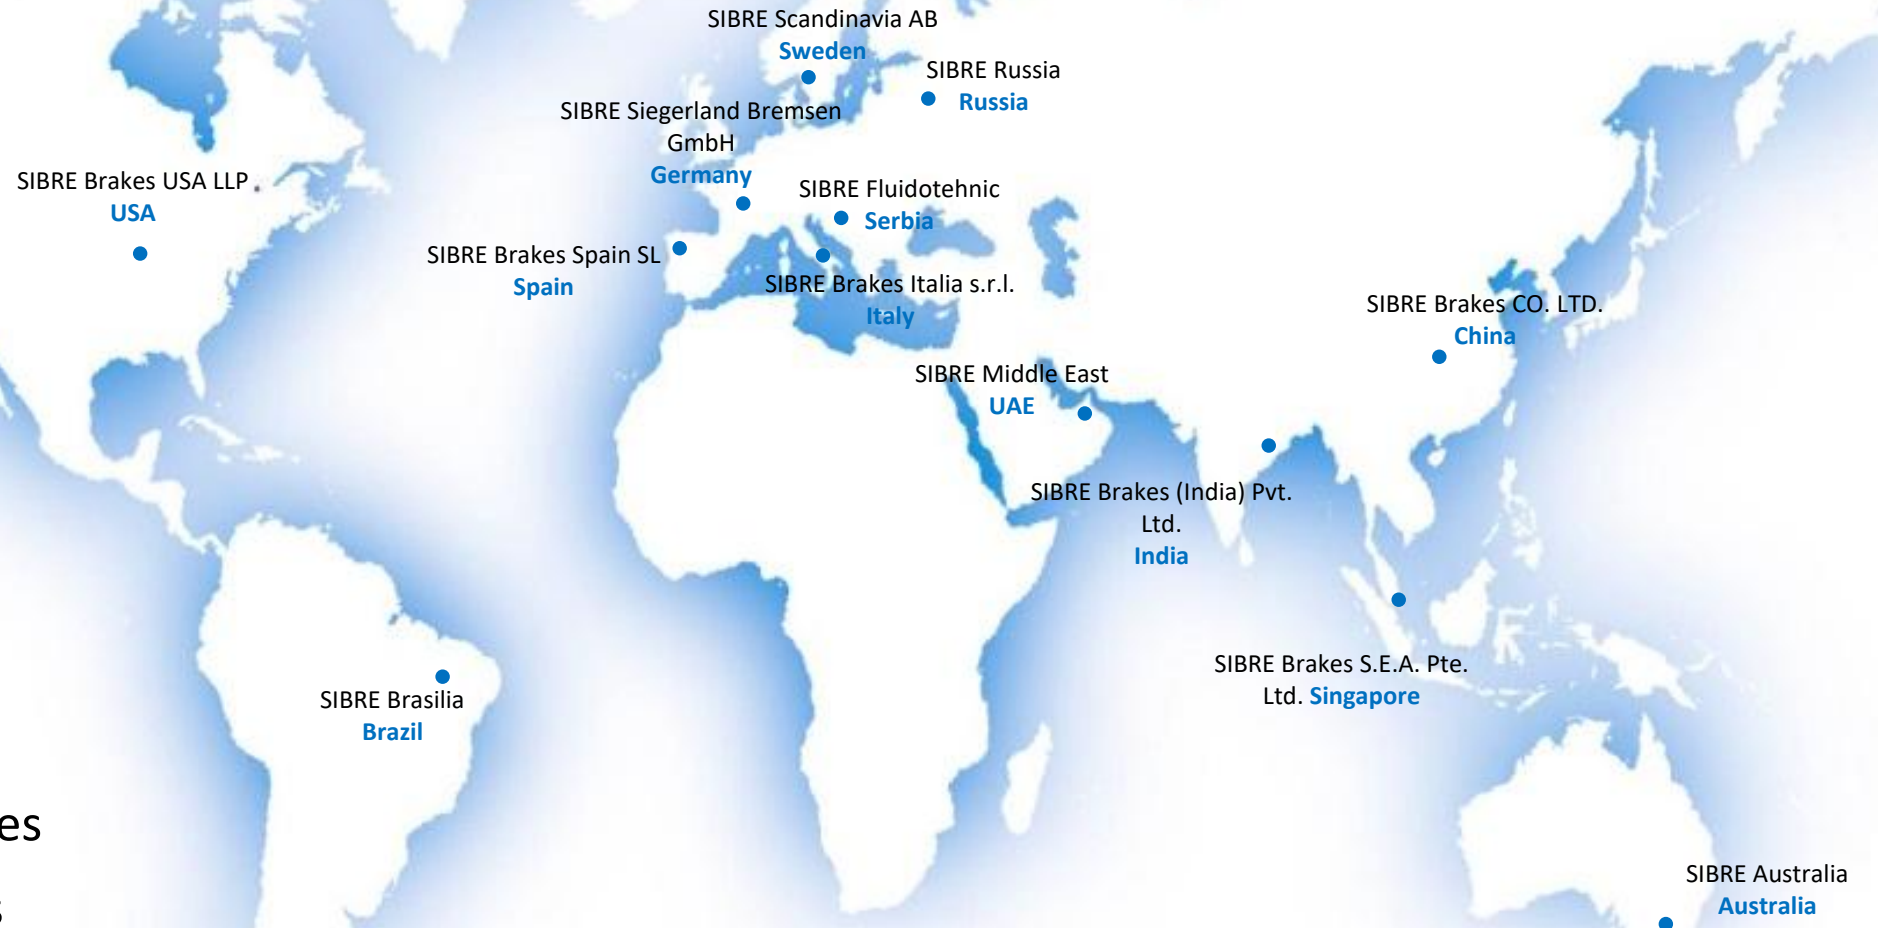 SIBRE Scandinavia AB
Sweden
SIBRE Russia
Russia
SIBRE Siegerland Bremsen
GmbH
Germany
SIBRE Brakes USA LLP
USA
SIBRE Fluidotehnic
Serbia
SIBRE Brakes Spain SL
Spain
SIBRE Brakes Italia s.r.l.
Italy
SIBRE Brakes CO. LTD.
China
SIBRE Middle East
UAE
SIBRE Brakes (India) Pvt.
Ltd.
India
SIBRE Brakes S.E.A. Pte.
Ltd. Singapore
SIBRE Brasilia
Brazil
es
SIBRE Australia
Australia
s